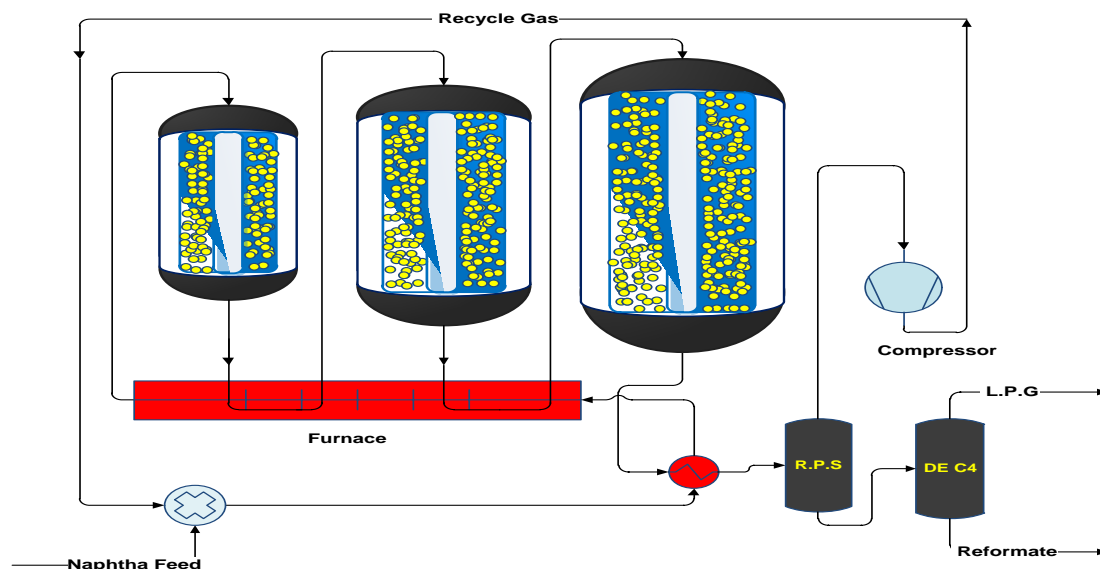 Recycle Gas
Compressor
L.P.G
Furnace
R.P.S
DE C4
Reformate
Naphtha Feed